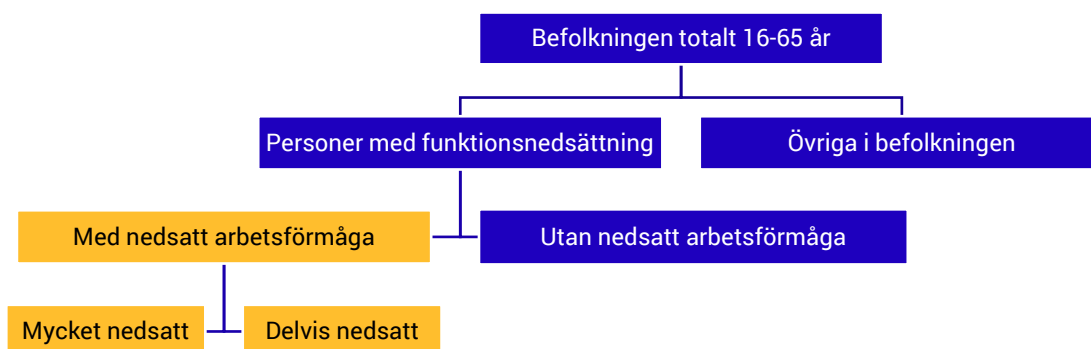 Befolkningen totalt 16-65 år
Personer med funktionsnedsättning
Övriga i befolkningen
Med nedsatt arbetsförmåga
Utan nedsatt arbetsförmåga
Mycket nedsatt
Delvis nedsatt